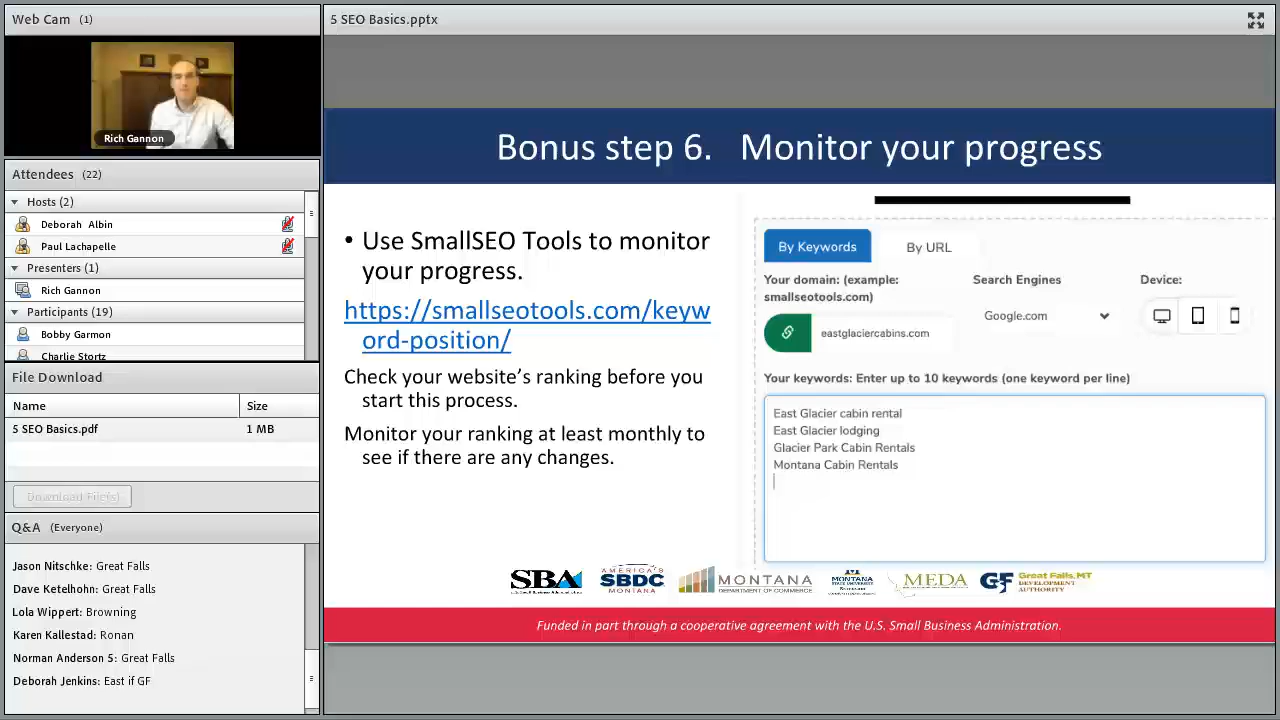 Web Cam (1)
Rich Gannon
Attendees (22)
Hosts (2)
Deborah Albin
Paul Lachapelle
Presenters (1)
Rich Gannon
Participants (19)
Bobby Garmon
Charlie Stortz
File Download
Name Size
5 SEO Basics.pdf 1 MB
Download File(s)
Q&A (Everyone)
Jason Nitschke: Great Falls
Dave Ketelhohn: Great Falls
Lola Wippert: Browning
Karen Kallestad: Ronan
Norman Anderson 5: Great Falls
Deborah Jenkins: East if GF
5 SEO Basics.pptx
Bonus step 6. Monitor your progress
• Use SmallSEO Tools to monitor
your progress.
https://smallseotools.com/keyw
ord-position/
Check your website's ranking before you
start this process.
Monitor your ranking at least monthly to
see if there are any changes.
By Keywords By URL
Your domain: (example: Search Engines Device:
smallseotools.com)
Google.com
eastglaciercabins.com
Your keywords: Enter up to 10 keywords (one keyword per line)
East Glacier cabin rental
East Glacier lodging
Glacier Park Cabin Rentals
Montana Cabin Rentals
SBA
AMERICA'S
SBDC
MONTANA
MONTANA
DEPARTMENT OF COMMERCE
MONTANA
STATE UNIVERSITY
MEDA
GF Great Falls, MT
DEVELOPMENT
AUTHORITY
Funded in part through a cooperative agreement with the U.S. Small Business Administration.